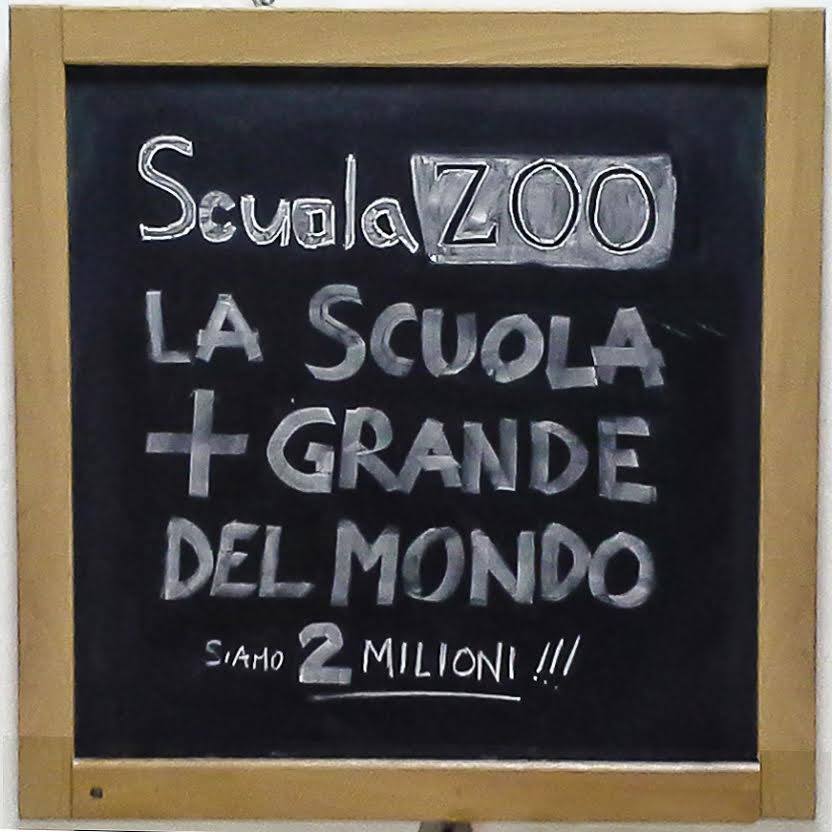 ScuolaZOO
LA SCUOLA
+ GRANDE
DEL MONDO
SIAMO 2 MILIONI !!!